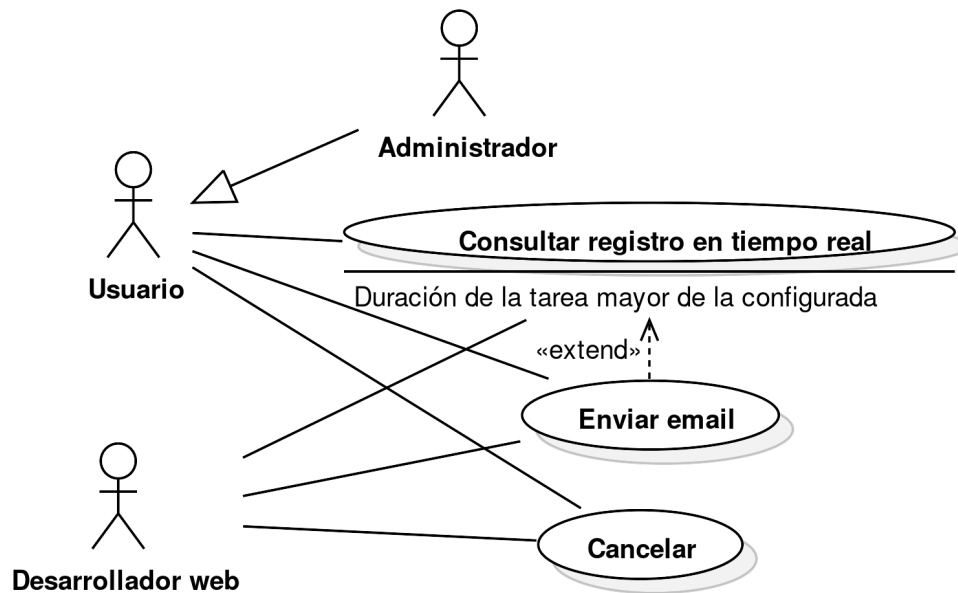 Administrador
Usuario
Consultar registro en tiempo real
Duración de la tarea mayor de la configurada
«extend»
Enviar email
Cancelar
Desarrollador web